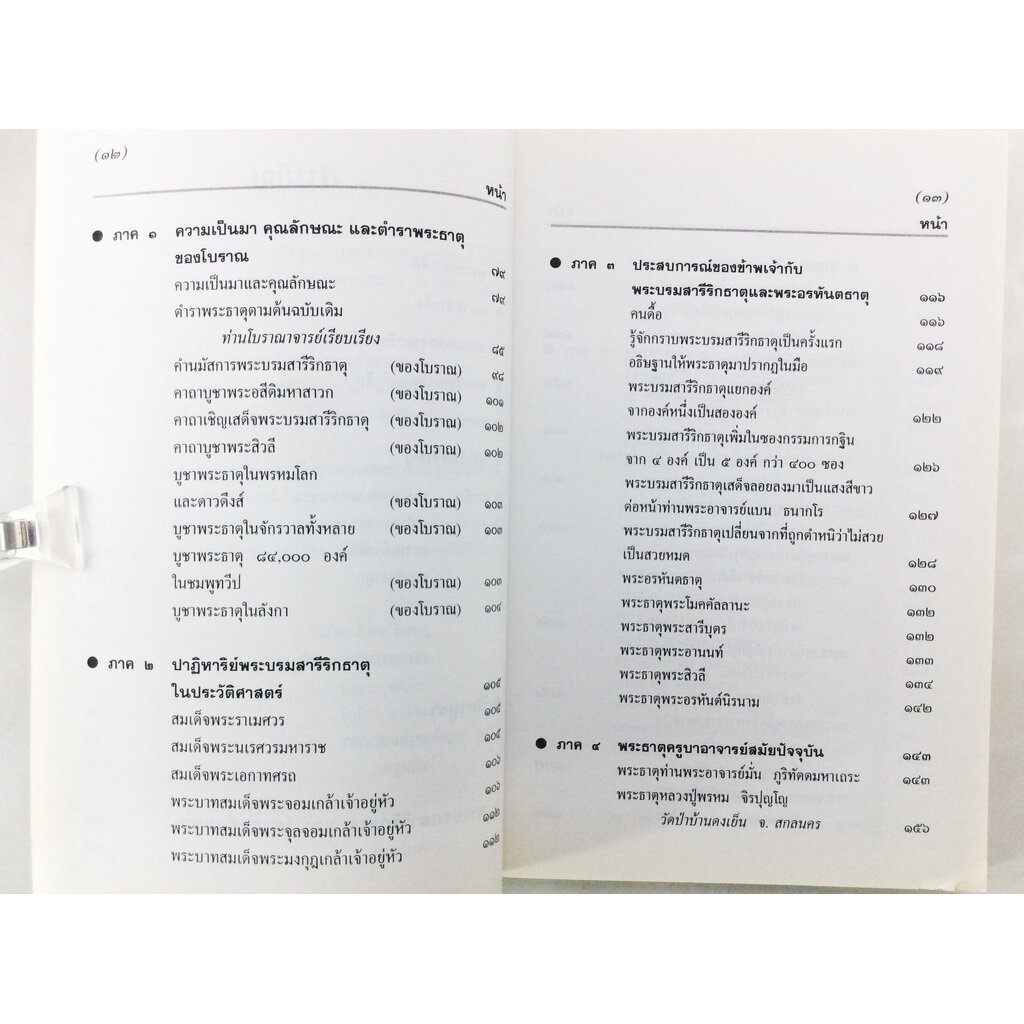 (๑๒)
หน้า
● ภาค ๑ ความเป็นมา คุณลักษณะ และตำราพระธาตุ
ของโบราณ ๗๙
ความเป็นมาและคุณลักษณะ ๗๙
ตำราพระธาตุตามต้นฉบับเดิม
ท่านโบราณาจารย์เรียบเรียง ๘๕
คำนมัสการพระบรมสารีริกธาตุ (ของโบราณ) ๙๘
คาถาบูชาพระอสีติมหาสาวก (ของโบราณ) ๑๐๑
คาถาเชิญเสด็จพระบรมสารีริกธาตุ (ของโบราณ) ๑๐๒
คาถาบูชาพระสิวลี (ของโบราณ) ๑๐๒
บูชาพระธาตุในพรหมโลก
และดาวดึงส์ (ของโบราณ) ๑๐๓
บูชาพระธาตุในจักรวาลทั้งหลาย (ของโบราณ) ๑๐๓
บูชาพระธาตุ ๘๔,๐๐๐ องค์
ในชมพูทวีป (ของโบราณ) ๑๐๓
บูชาพระธาตุในลังกา (ของโบราณ) ๑๐๔
● ภาค ๒ ปาฏิหาริย์พระบรมสารีริกธาตุ
ในประวัติศาสตร์ ๑๐๕
สมเด็จพระราเมศวร ๑๐๕
สมเด็จพระนเรศวรมหาราช ๑๐๕
สมเด็จพระเอกาทศรถ ๑๐๖
พระบาทสมเด็จพระจอมเกล้าเจ้าอยู่หัว ๑๐๖
พระบาทสมเด็จพระจุลจอมเกล้าเจ้าอยู่หัว ๑๑๒
พระบาทสมเด็จพระมงกุฎเกล้าเจ้าอยู่หัว ๑๑๒
(๑๓)
หน้า
● ภาค ๓ ประสบการณ์ของข้าพเจ้ากับ
พระบรมสารีริกธาตุและพระอรหันตธาตุ ๑๑๖
คนดื้อ ๑๑๖
รู้จักกราบพระบรมสารีริกธาตุเป็นครั้งแรก ๑๑๘
อธิษฐานให้พระธาตุมาปรากฏในมือ ๑๑๙
พระบรมสารีริกธาตุแยกองค์
จากองค์หนึ่งเป็นสององค์ ๑๒๒
พระบรมสารีริกธาตุเพิ่มในซองกรรมการกฐิน
จาก ๔ องค์ เป็น ๕ องค์ กว่า ๔๐๐ ซอง ๑๒๖
พระบรมสารีริกธาตุเสด็จลอยลงมาเป็นแสงสีขาว
ต่อหน้าท่านพระอาจารย์แบน ธนากโร ๑๒๗
พระบรมสารีริกธาตุเปลี่ยนจากที่ถูกตำหนิว่าไม่สวย
เป็นสวยหมด ๑๒๘
พระอรหันตธาตุ ๑๓๐
พระธาตุพระโมคคัลลานะ ๑๓๒
พระธาตุพระสารีบุตร ๑๓๒
พระธาตุพระอานนท์ ๑๓๓
พระธาตุพระสิวลี ๑๓๔
พระธาตุพระอรหันต์นิรนาม ๑๔๒
● ภาค ๔ พระธาตุครูบาอาจารย์สมัยปัจจุบัน ๑๔๓
พระธาตุท่านพระอาจารย์มั่น ภูริทัตตมหาเถระ ๑๔๓
พระธาตุหลวงปู่พรหม จิรปุญโญ
วัดป่าบ้านดงเย็น จ. สกลนคร ๑๕๖